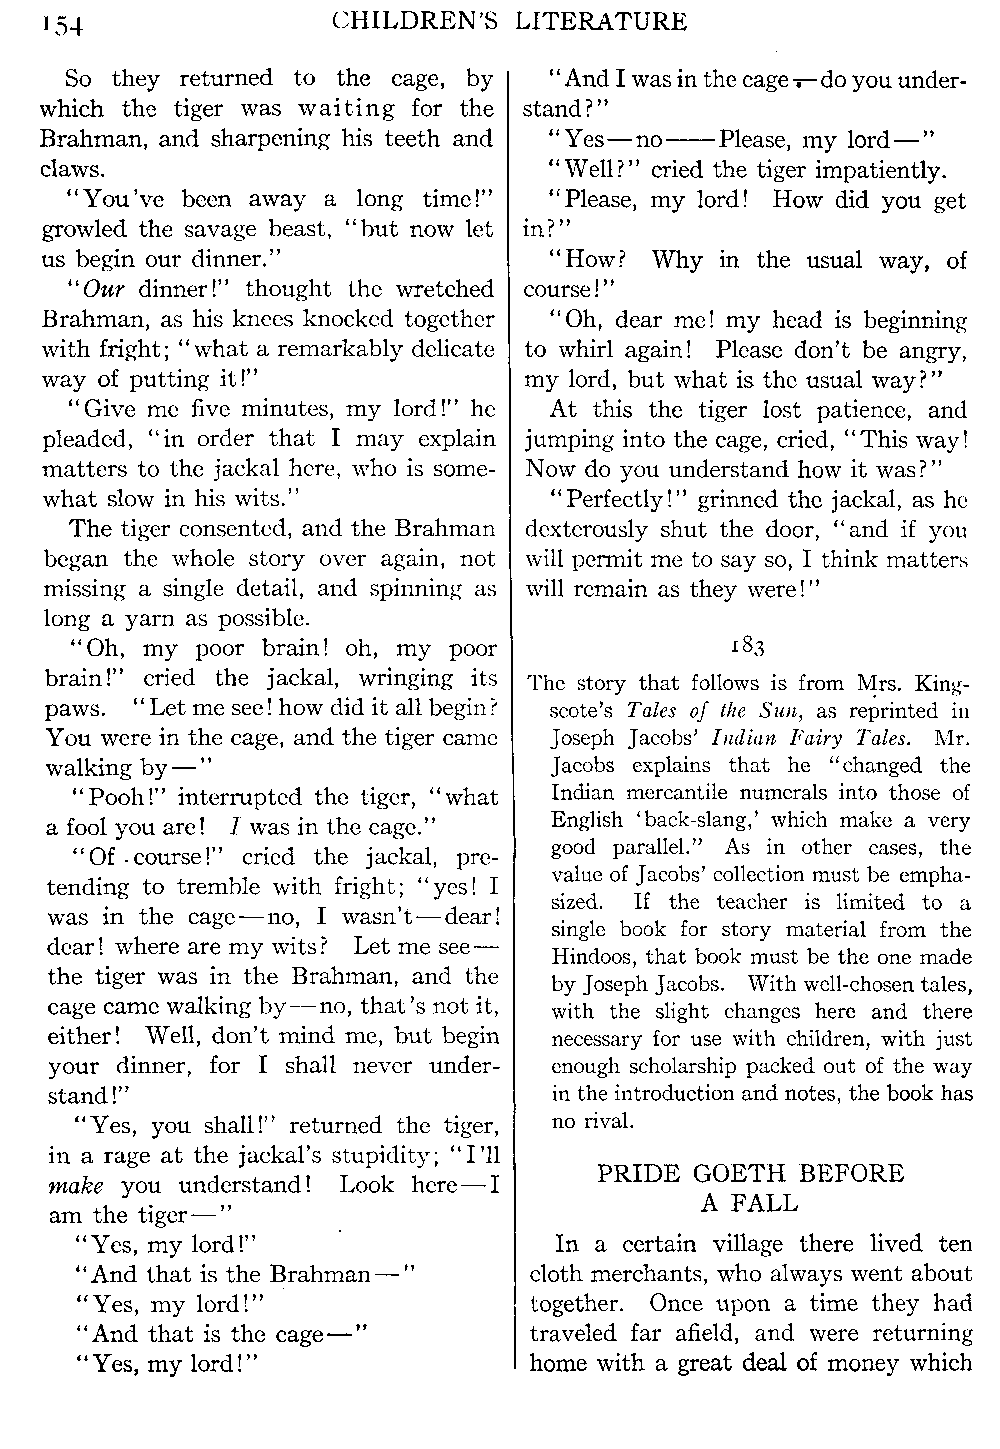 154
CHILDREN'S LITERATURE
So they returned to the cage, by
which the tiger was waiting for the
Brahman, and sharpening his teeth and
claws.
"You've been away a long time!"
growled the savage beast, "but now let
us begin our dinner."
"Our dinner!" thought the wretched
Brahman, as his knees knocked together
with fright; "what a remarkably delicate
way of putting it!"
"Give me five minutes, my lord!" he
pleaded, "in order that I may explain
matters to the jackal here, who is some-
what slow in his wits."
The tiger consented, and the Brahman
began the whole story over again, not
missing a single detail, and spinning as
long a yarn as possible.
"Oh, my poor brain! oh, my poor
brain!" cried the jackal, wringing its
paws. "Let me see! how did it all begin?
You were in the cage, and the tiger came
walking by—"
"Pooh!" interrupted the tiger, "what
a fool you are! I was in the cage."
"Of course!" cried the jackal, pre-
tending to tremble with fright; "yes! I
was in the cage—no, I wasn't—dear!
dear! where are my wits? Let me see—
the tiger was in the Brahman, and the
cage came walking by—no, that's not it,
either! Well, don't mind me, but begin
your dinner, for I shall never under-
stand!"
"Yes, you shall!" returned the tiger,
in a rage at the jackal's stupidity; "I'll
make you understand! Look here—I
am the tiger—"
"Yes, my lord!"
"And that is the Brahman—"
"Yes, my lord!"
"And that is the cage—"
"Yes, my lord!"
"And I was in the cage—do you under-
stand?"
"Yes—no——Please, my lord—"
"Well?" cried the tiger impatiently.
"Please, my lord! How did you get
in?"
"How? Why in the usual way, of
course!"
"Oh, dear me! my head is beginning
to whirl again! Please don't be angry,
my lord, but what is the usual way?"
At this the tiger lost patience, and
jumping into the cage, cried, "This way!
Now do you understand how it was?"
"Perfectly!" grinned the jackal, as he
dexterously shut the door, "and if you
will permit me to say so, I think matters
will remain as they were!"
183
The story that follows is from Mrs. King-
scote's Tales of the Sun, as reprinted in
Joseph Jacobs' Indian Fairy Tales. Mr.
Jacobs explains that he "changed the
Indian mercantile numerals into those of
English 'back-slang,' which make a very
good parallel." As in other cases, the
value of Jacobs' collection must be empha-
sized. If the teacher is limited to a
single book for story material from the
Hindoos, that book must be the one made
by Joseph Jacobs. With well-chosen tales,
with the slight changes here and there
necessary for use with children, with just
enough scholarship packed out of the way
in the introduction and notes, the book has
no rival.
PRIDE GOETH BEFORE
A FALL
In a certain village there lived ten
cloth merchants, who always went about
together. Once upon a time they had
traveled far afield, and were returning
home with a great deal of money which